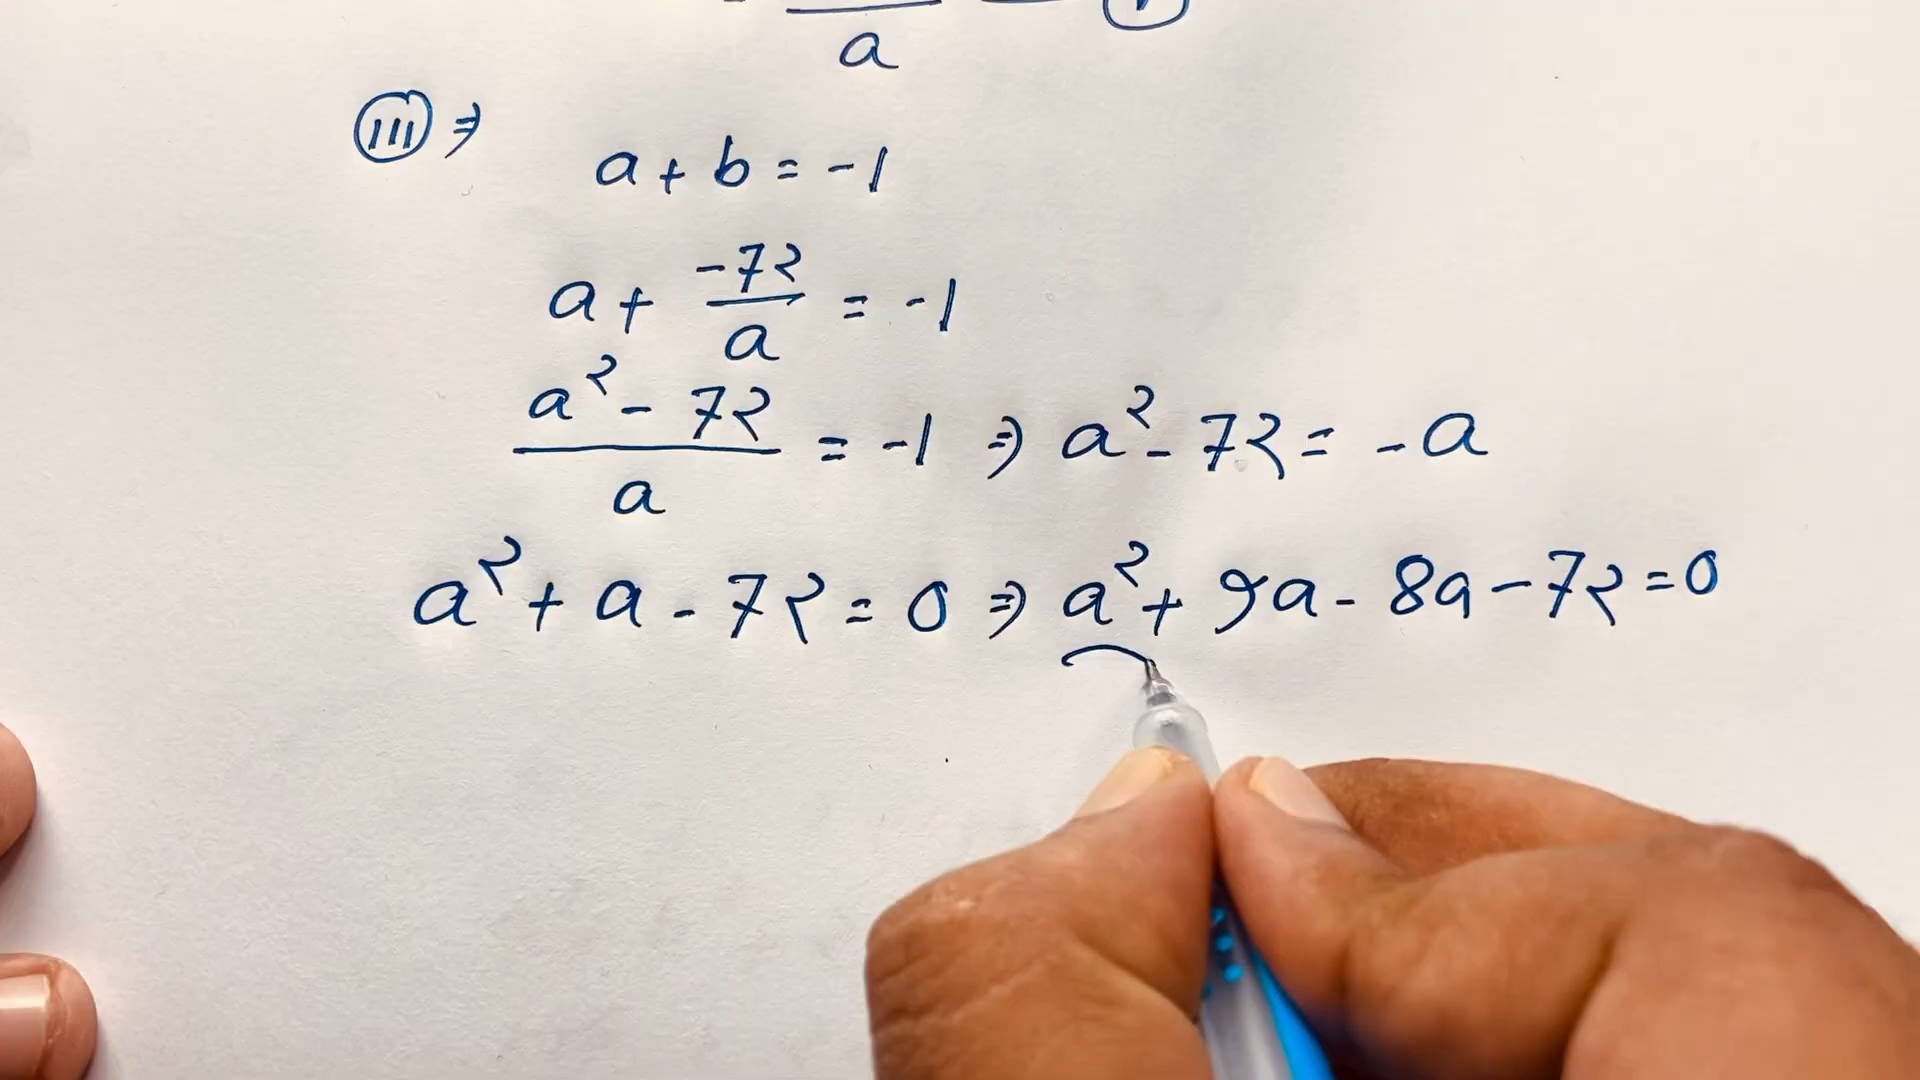 a
(III) ⇒
a + b = -1
a + -72/a = -1
(a² - 72)/a = -1 ⇒ a² - 72 = -a
a² + a - 72 = 0 ⇒ a² + 9a - 8a - 72 = 0